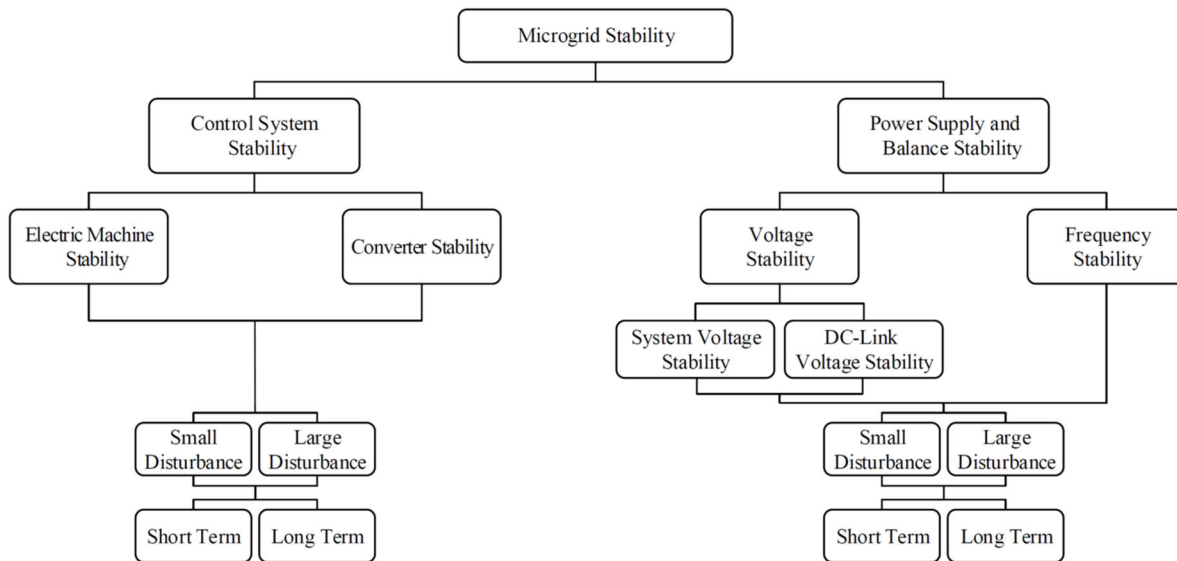 Microgrid Stability
Control System
Stability
Power Supply and
Balance Stability
Electric Machine
Stability
Converter Stability
Voltage
Stability
Frequency
Stability
System Voltage
Stability
DC-Link
Voltage Stability
Small
Disturbance
Large
Disturbance
Small
Disturbance
Large
Disturbance
Short Term
Long Term
Short Term
Long Term